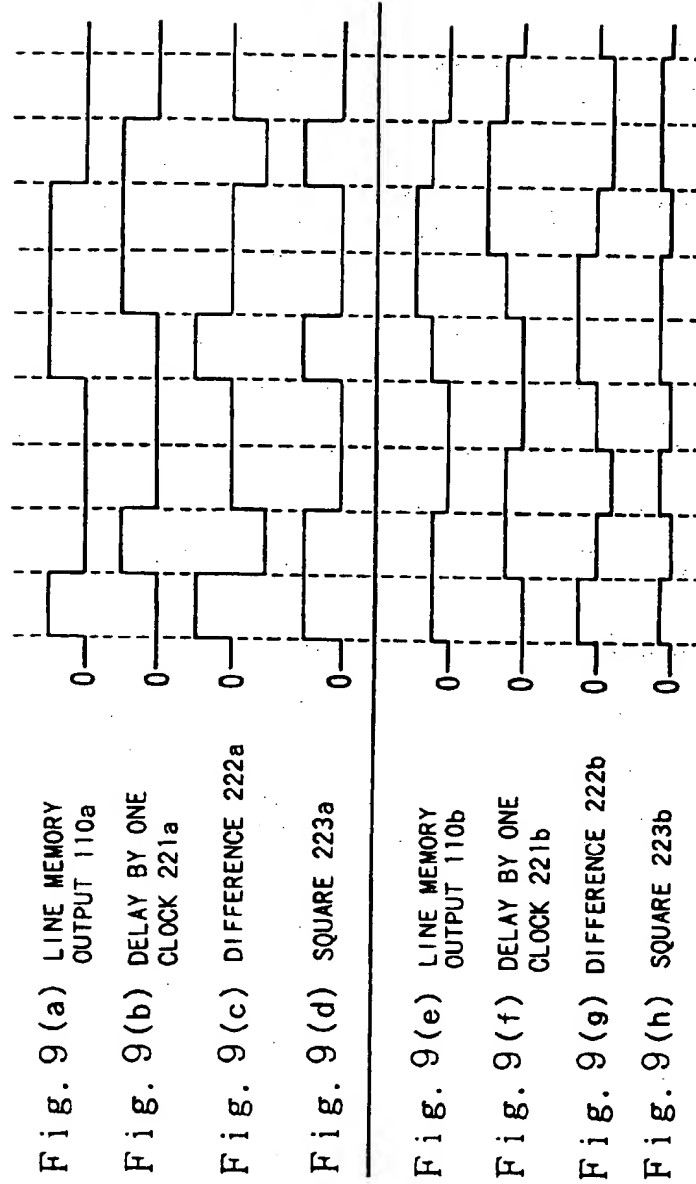 Fig. 9(a) LINE MEMORY
OUTPUT 110a
0
Fig. 9(b) DELAY BY ONE
CLOCK 221a
0
Fig. 9(c) DIFFERENCE 222a
0
Fig. 9(d) SQUARE 223a
0
Fig. 9(e) LINE MEMORY
OUTPUT 110b
0
Fig. 9(f) DELAY BY ONE
CLOCK 221b
0
Fig. 9(g) DIFFERENCE 222b
0
Fig. 9(h) SQUARE 223b
0